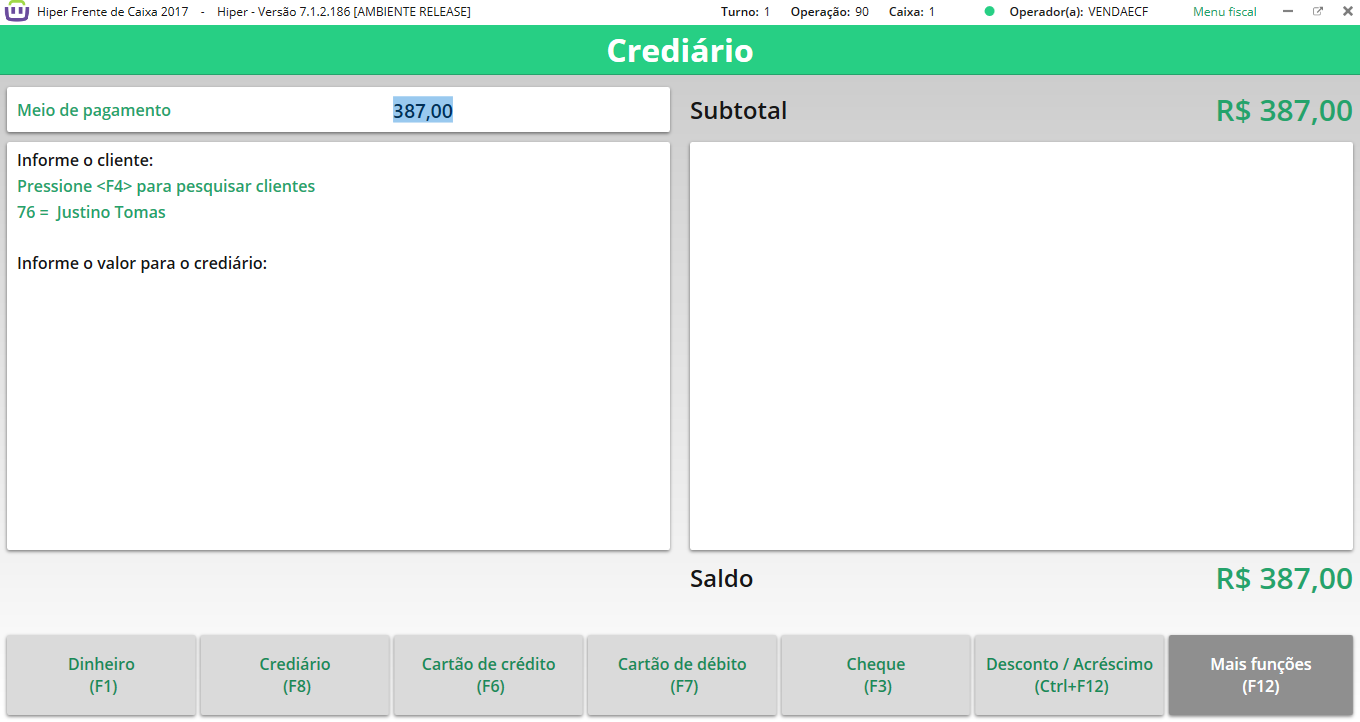 Hiper Frente de Caixa 2017 - Hiper - Versão 7.1.2.186 [AMBIENTE RELEASE] Turno: 1 Operação: 90 Caixa: 1 Operador(a): VENDAECF Menu fiscal
Crediário
Meio de pagamento 387,00
Subtotal R$ 387,00
Informe o cliente:
Pressione <F4> para pesquisar clientes
76 = Justino Tomas
Informe o valor para o crediário:
Saldo R$ 387,00
Dinheiro
(F1)
Crediário
(F8)
Cartão de crédito
(F6)
Cartão de débito
(F7)
Cheque
(F3)
Desconto / Acréscimo
(Ctrl+F12)
Mais funções
(F12)